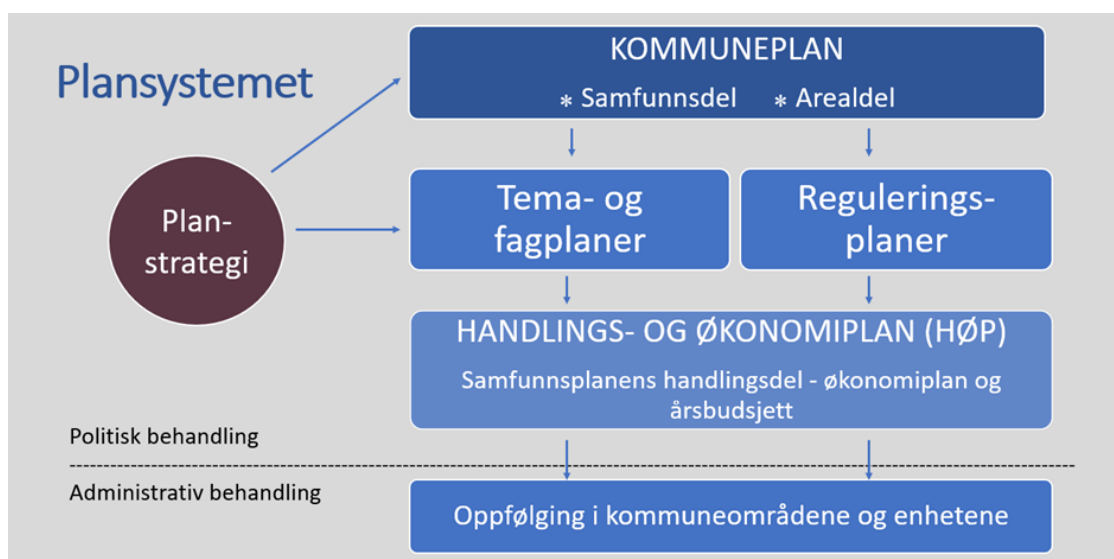 Plansystemet
KOMMUNEPLAN
* Samfunnsdel * Arealdel
Plan-
strategi
Tema- og
fagplaner
Regulerings-
planer
HANDLINGS- OG ØKONOMIPLAN (HØP)
Samfunnsplanens handlingsdel - økonomiplan og
årsbudsjett
Politisk behandling
Administrativ behandling
Oppfølging i kommuneområdene og enhetene